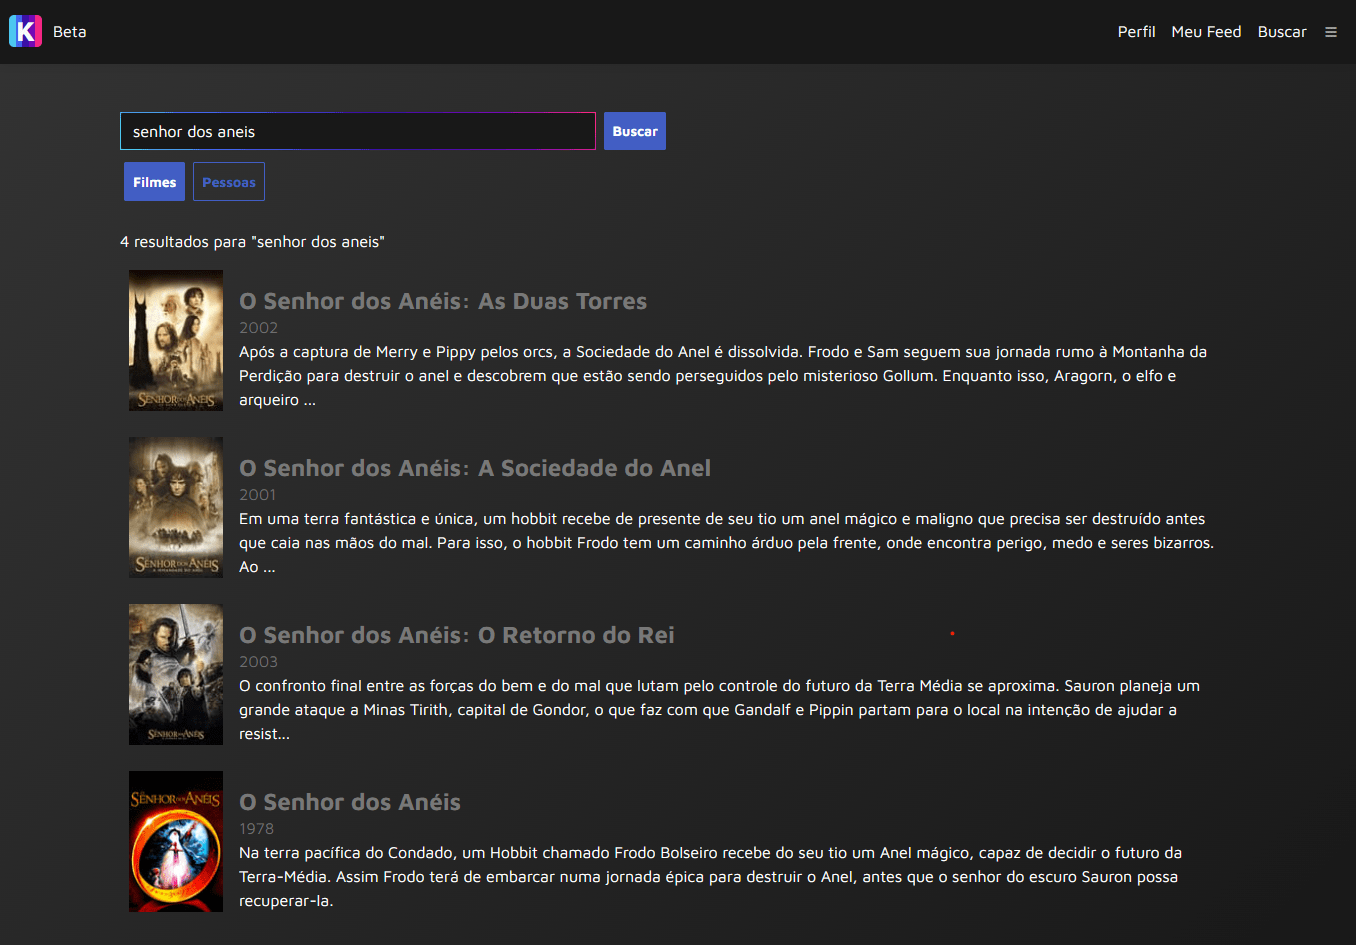 K Beta
Perfil Meu Feed Buscar
senhor dos aneis
Buscar
Filmes Pessoas
4 resultados para "senhor dos aneis"
O Senhor dos Anéis: As Duas Torres
2002
Após a captura de Merry e Pippy pelos orcs, a Sociedade do Anel é dissolvida. Frodo e Sam seguem sua jornada rumo à Montanha da
Perdição para destruir o anel e descobrem que estão sendo perseguidos pelo misterioso Gollum. Enquanto isso, Aragorn, o elfo e
arqueiro ...
SENHOR DOS ANÉIS
O Senhor dos Anéis: A Sociedade do Anel
2001
Em uma terra fantástica e única, um hobbit recebe de presente de seu tio um anel mágico e maligno que precisa ser destruído antes
que caia nas mãos do mal. Para isso, o hobbit Frodo tem um caminho árduo pela frente, onde encontra perigo, medo e seres bizarros.
Ao ...
SENHOR DOS ANÉIS
O Senhor dos Anéis: O Retorno do Rei
2003
O confronto final entre as forças do bem e do mal que lutam pelo controle do futuro da Terra Média se aproxima. Sauron planeja um
grande ataque a Minas Tirith, capital de Gondor, o que faz com que Gandalf e Pippin partam para o local na intenção de ajudar a
resist...
SENHOR DOS ANÉIS
O SENHOR DOS ANÉIS
O Senhor dos Anéis
1978
Na terra pacífica do Condado, um Hobbit chamado Frodo Bolseiro recebe do seu tio um Anel mágico, capaz de decidir o futuro da
Terra-Média. Assim Frodo terá de embarcar numa jornada épica para destruir o Anel, antes que o senhor do escuro Sauron possa
recuperar-la.